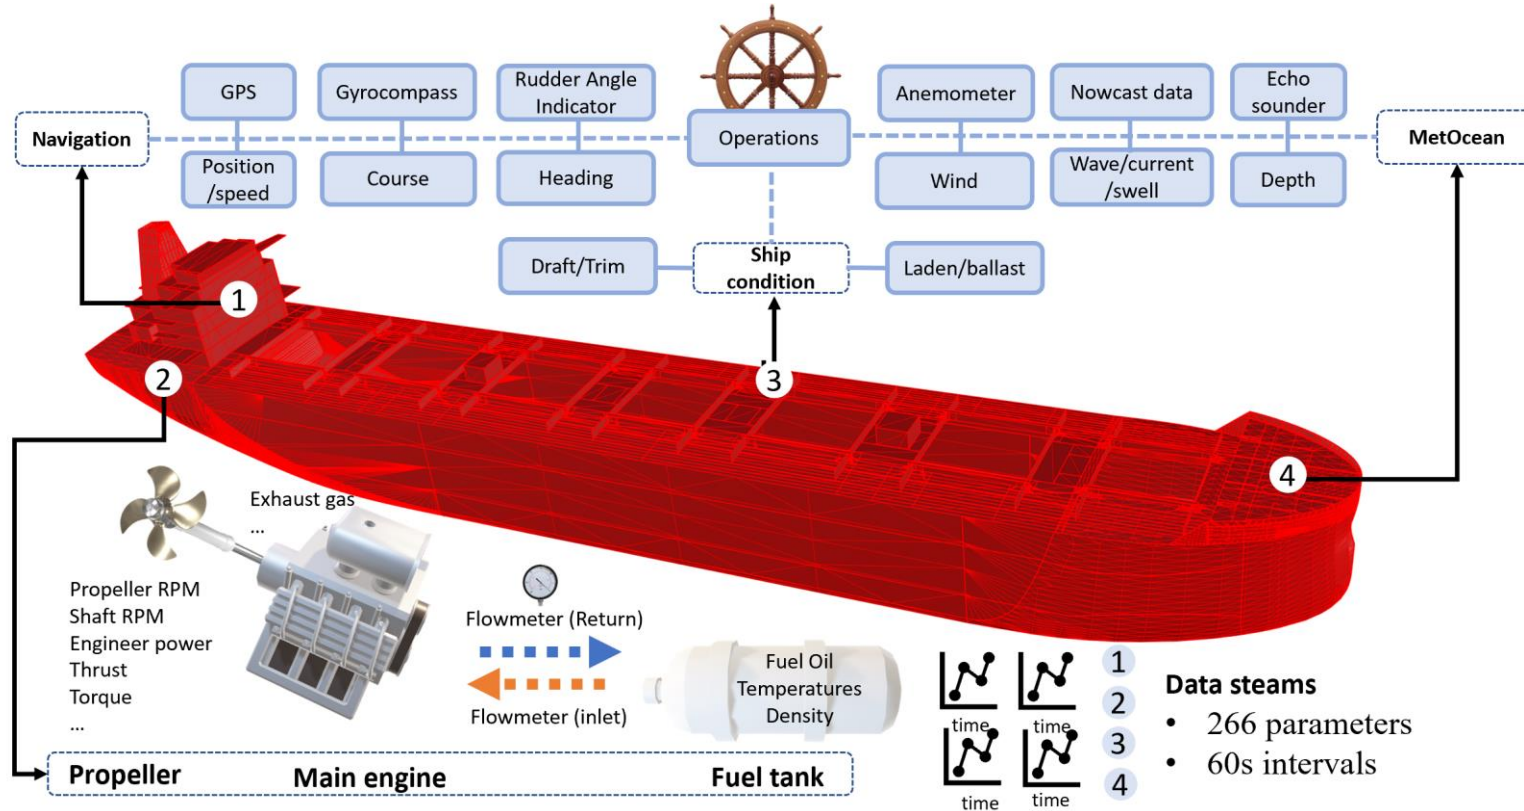 GPS
Gyrocompass
Rudder Angle
Indicator
Anemometer
Nowcast data
Echo
sounder
Navigation
Operations
MetOcean
Position
/speed
Course
Heading
Wind
Wave/current
/swell
Depth
Draft/Trim
Ship
condition
Laden/ballast
1
2
3
4
Exhaust gas
...
Propeller RPM
Shaft RPM
Engineer power
Thrust
Torque
...
Flowmeter (Return)
Flowmeter (inlet)
Fuel Oil
Temperatures
Density
Propeller
Main engine
Fuel tank
time
time
time
time
1
2
3
4
Data steams
• 266 parameters
• 60s intervals